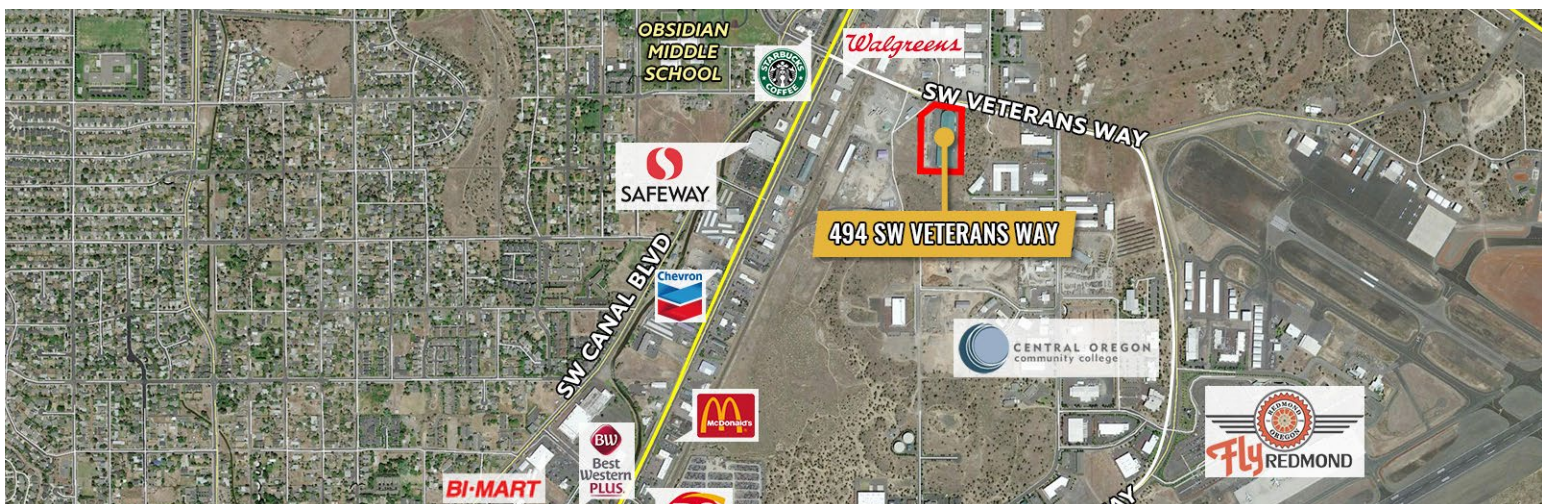 OBSIDIAN
MIDDLE
SCHOOL
STARBUCKS
COFFEE
Walgreens
SW VETERANS WAY
SAFEWAY
494 SW VETERANS WAY
SW CANAL BLVD
Chevron
CENTRAL OREGON
community college
McDonald's
REDMOND
OREGON
Fly REDMOND
BW
Best
Western
PLUS
BI-MART
WAY